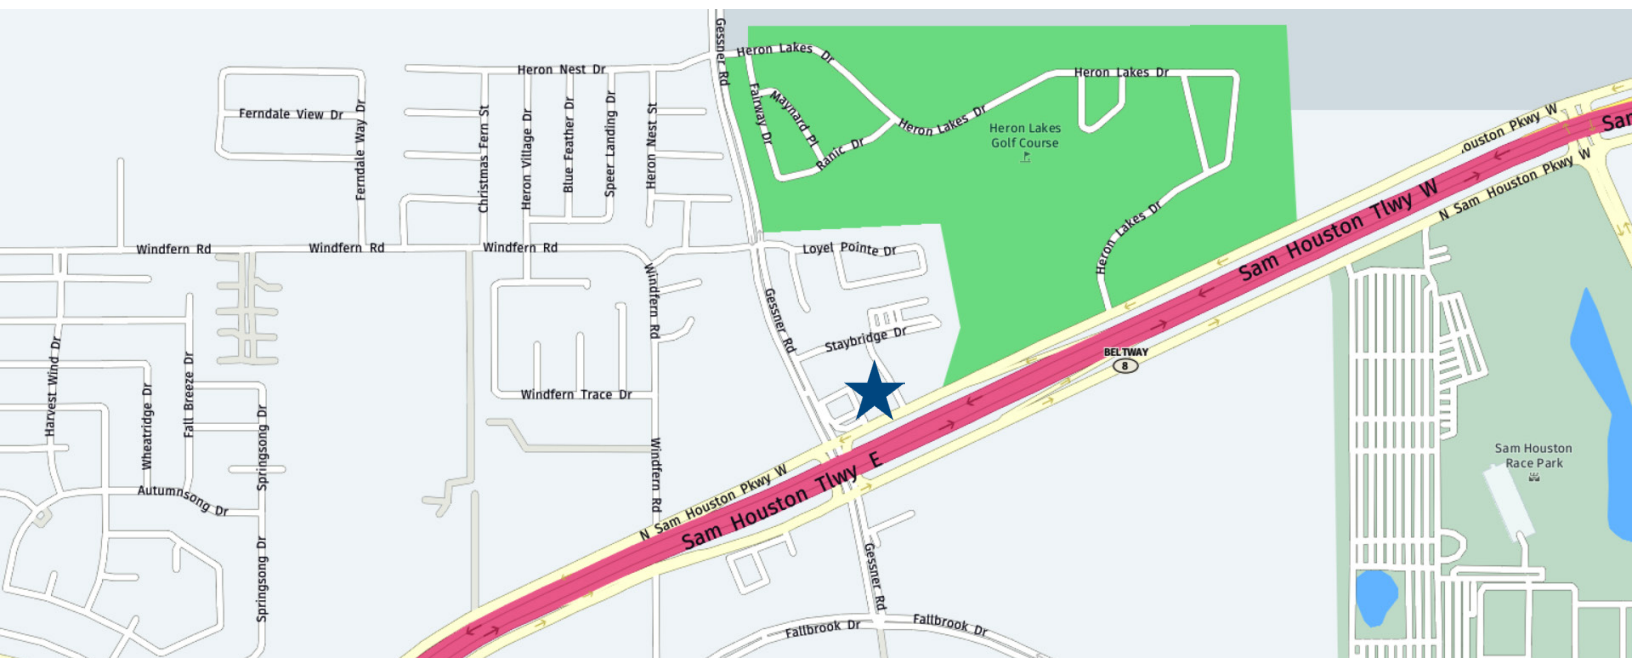 Gessner Rd
Heron Lakes Dr
Heron Nest Dr
Heron Lakes Dr
Ferndale View Dr
Ferndale Way Dr
Christmas Fern St
Heron Village Dr
Blue Feather Dr
Speer Landing Dr
Heron Nest St
Fairway Dr
Maynard Pl
Ranic Dr
Heron Lakes Dr
Heron Lakes
Golf Course
ouston Pkwy W
Sar
N Sam Houston Pkwy W
Sam Houston Tlwy W
Heron Lakes Dr
Windfern Rd
Windfern Rd
Windfern Rd
Loyel Pointe Dr
Windfern Rd
Gessner Rd
Staybridge Dr
BELTWAY
8
Harvest Wind Dr
Wheatridge Dr
Fall Breeze Dr
Windfern Trace Dr
Springsong Dr
Windfern Rd
Sam Houston
Race Park
Autumnsong Dr
N Sam Houston Pkwy W
Sam Houston Tlwy E
Springsong Dr
Gessner Rd
Fallbrook Dr
Fallbrook Dr